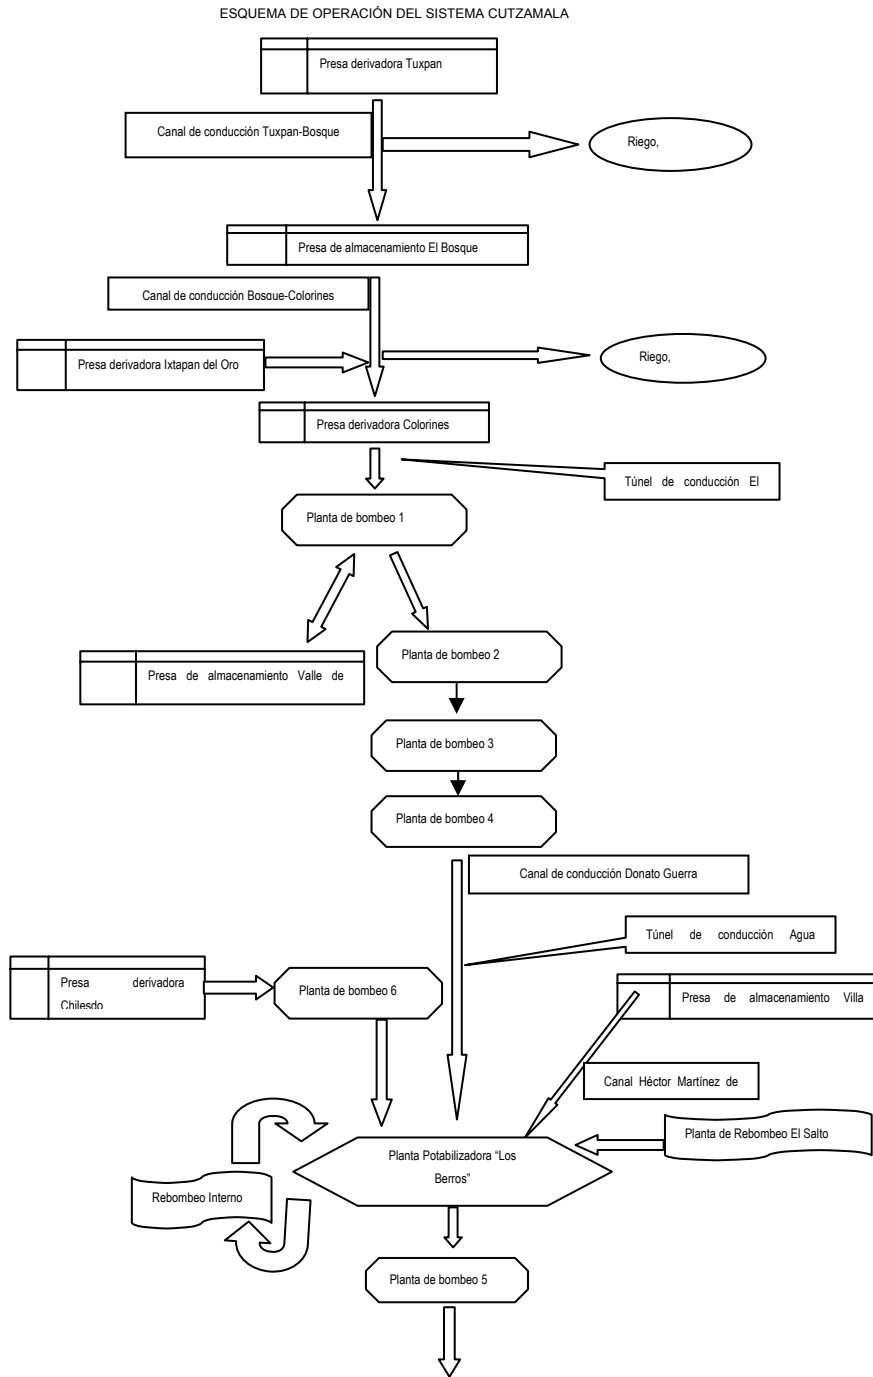 ESQUEMA DE OPERACIÓN DEL SISTEMA CUTZAMALA
Presa derivadora Tuxpan
Canal de conducción Tuxpan-Bosque
Riego,
Presa de almacenamiento El Bosque
Canal de conducción Bosque-Colorines
Presa derivadora Ixtapan del Oro
Riego,
Presa derivadora Colorines
Túnel de conducción El
Planta de bombeo 1
Presa de almacenamiento Valle de
Planta de bombeo 2
Planta de bombeo 3
Planta de bombeo 4
Canal de conducción Donato Guerra
Túnel de conducción Agua
Presa derivadora
Chilesdo
Planta de bombeo 6
Presa de almacenamiento Villa
Canal Héctor Martínez de
Planta de Rebombeo El Salto
Planta Potabilizadora “Los
Berros”
Rebombeo Interno
Planta de bombeo 5